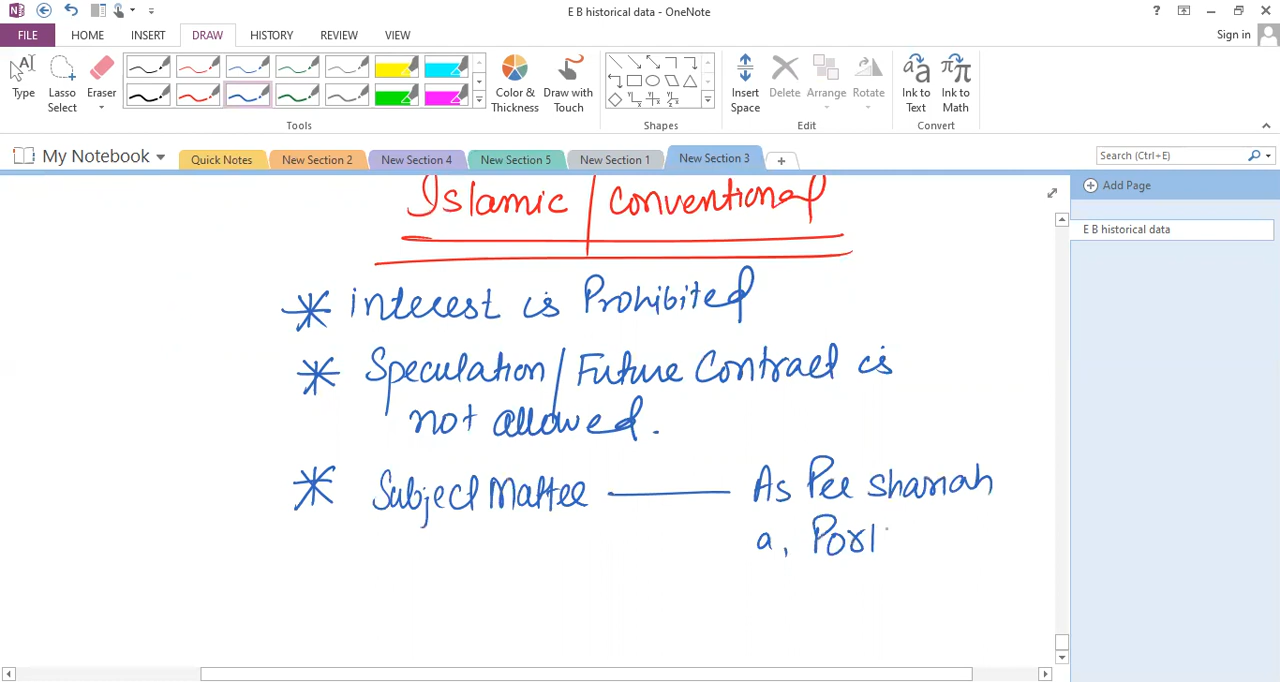 E B historical data - OneNote
? 
Sign in
FILE HOME INSERT DRAW HISTORY REVIEW VIEW
Type Lasso Select Eraser Color & Thickness Draw with Touch Insert Space Delete Arrange Rotate Ink to Text Ink to Math
Tools Shapes Edit Convert
My Notebook Quick Notes New Section 2 New Section 4 New Section 5 New Section 1 New Section 3 Search (Ctrl+E)
Add Page
E B historical data
Islamic / Conventional
interest is Prohibited
Speculation / Future Contract is
not allowed.
Subject Matter — As Per shariah
a,